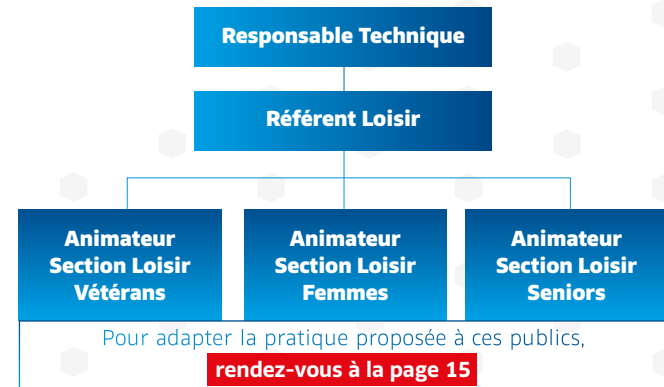 Responsable Technique
Référent Loisir
Animateur
Section Loisir
Vétérans
Animateur
Section Loisir
Femmes
Animateur
Section Loisir
Seniors
Pour adapter la pratique proposée à ces publics,
rendez-vous à la page 15